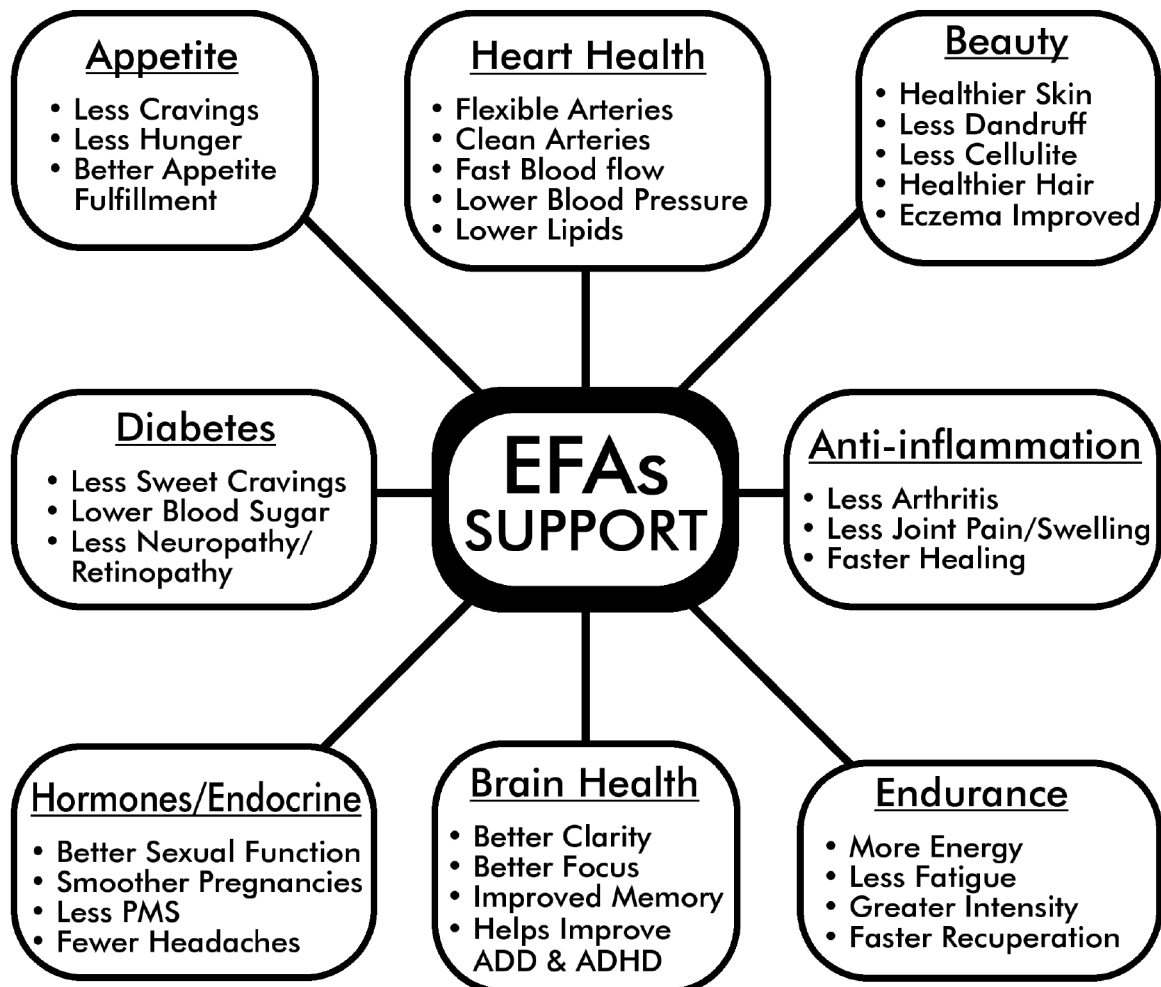 Appetite
• Less Cravings
• Less Hunger
• Better Appetite
Fulfillment
Heart Health
• Flexible Arteries
• Clean Arteries
• Fast Blood flow
• Lower Blood Pressure
• Lower Lipids
Beauty
• Healthier Skin
• Less Dandruff
• Less Cellulite
• Healthier Hair
• Eczema Improved
Diabetes
• Less Sweet Cravings
• Lower Blood Sugar
• Less Neuropathy/
Retinopathy
EFAs
SUPPORT
Anti-inflammation
• Less Arthritis
• Less Joint Pain/Swelling
• Faster Healing
Hormones/Endocrine
• Better Sexual Function
• Smoother Pregnancies
• Less PMS
• Fewer Headaches
Brain Health
• Better Clarity
• Better Focus
• Improved Memory
• Helps Improve
ADD & ADHD
Endurance
• More Energy
• Less Fatigue
• Greater Intensity
• Faster Recuperation